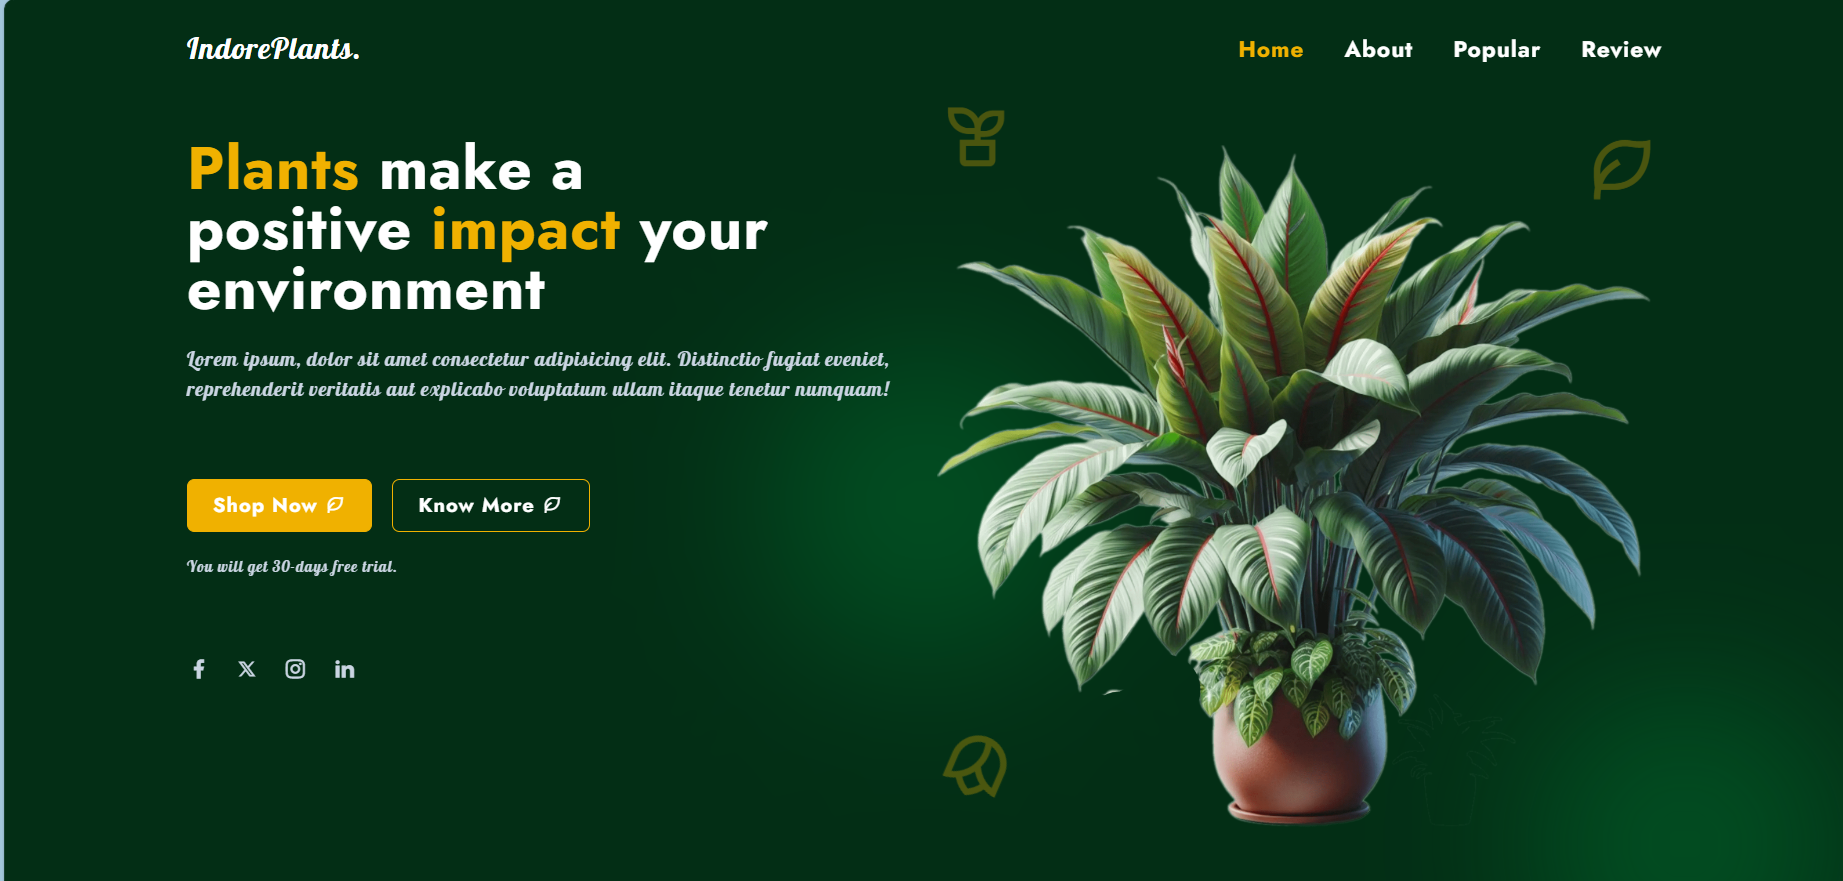 IndorePlants.
Home About Popular Review
Plants make a
positive impact your
environment
Lorem ipsum, dolor sit amet consectetur adipisicing elit. Distinctio fugiat eveniet,
reprehenderit veritatis aut explicabo voluptatum ullam itaque tenetur numquam!
Shop Now Know More
You will get 30-days free trial.